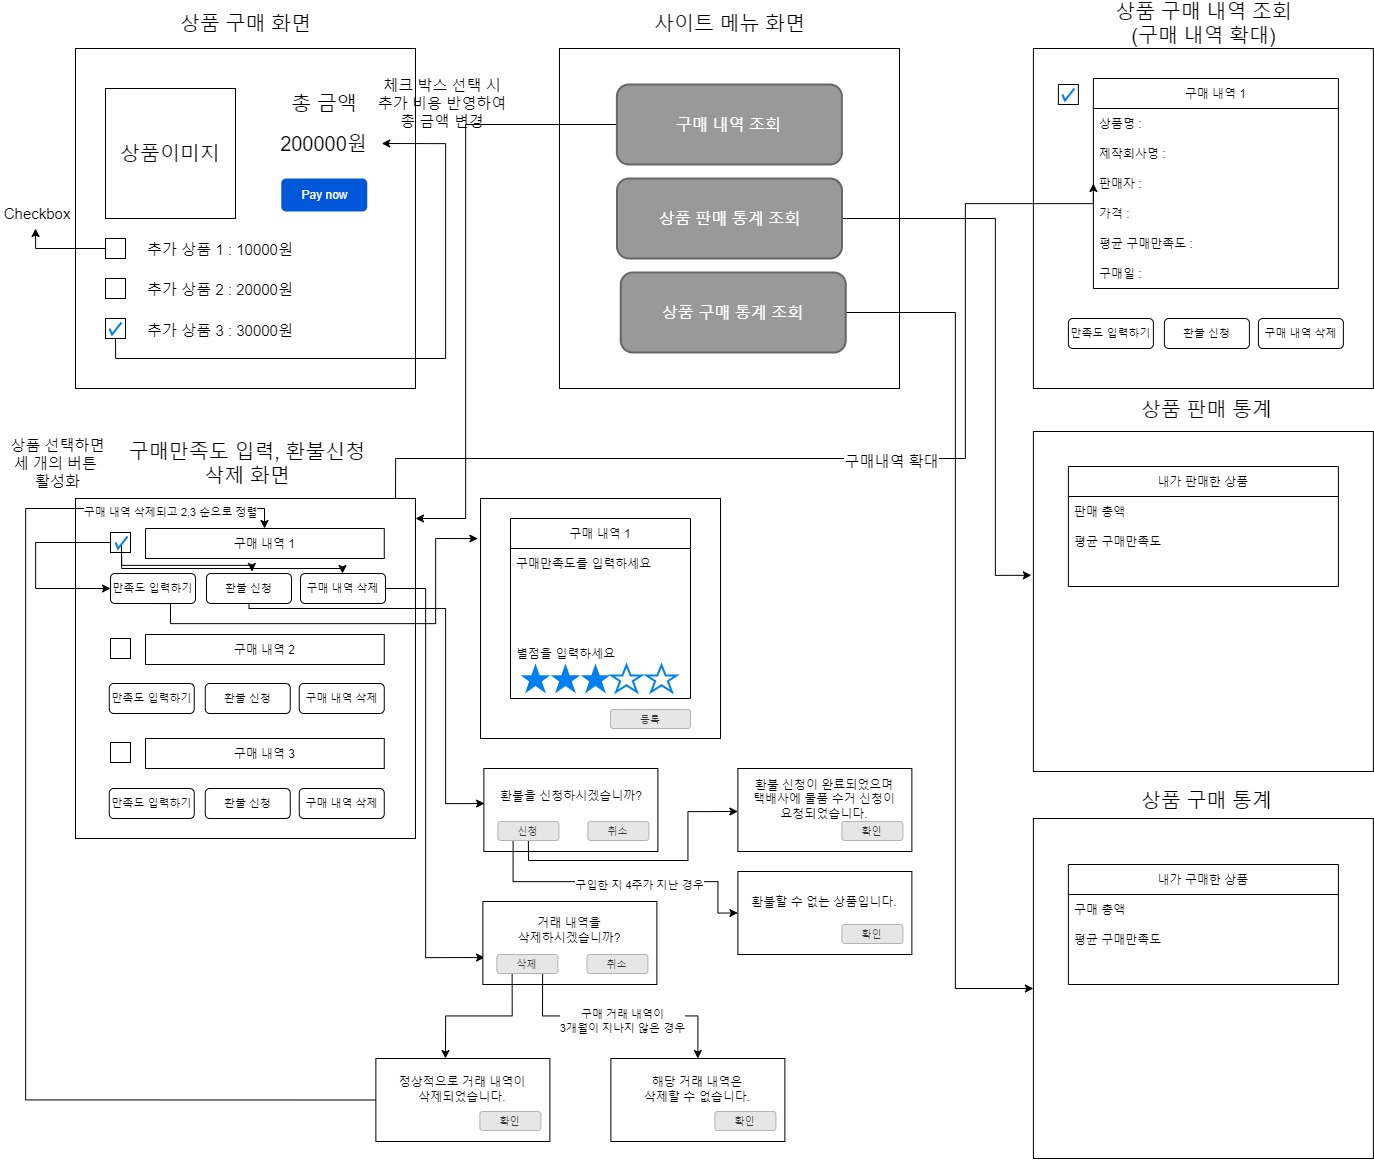 상품 구매 화면
사이트 메뉴 화면
상품 구매 내역 조회
(구매 내역 확대)
상품이미지
총 금액
200000원
Pay now
체크 박스 선택 시
추가 비용 반영하여
총 금액 변경
Checkbox
추가 상품 1 : 10000원
추가 상품 2 : 20000원
추가 상품 3 : 30000원
구매 내역 조회
상품 판매 통계 조회
상품 구매 통계 조회
구매 내역 1
상품명 :
제작회사명 :
판매자 :
가격 :
평균 구매만족도 :
구매일 :
만족도 입력하기
환불 신청
구매 내역 삭제
상품 선택하면
세 개의 버튼
활성화
구매만족도 입력, 환불신청
삭제 화면
구매내역 확대
구매 내역 삭제되고 2,3 순으로 정렬
구매 내역 1
만족도 입력하기
환불 신청
구매 내역 삭제
구매 내역 2
만족도 입력하기
환불 신청
구매 내역 삭제
구매 내역 3
만족도 입력하기
환불 신청
구매 내역 삭제
구매 내역 1
구매만족도를 입력하세요
별점을 입력하세요
등록
상품 판매 통계
내가 판매한 상품
판매 총액
평균 구매만족도
환불을 신청하시겠습니까?
신청
취소
환불 신청이 완료되었으며
택배사에 물품 수거 신청이
요청되었습니다.
확인
구입한 지 4주가 지난 경우
환불할 수 없는 상품입니다.
확인
거래 내역을
삭제하시겠습니까?
삭제
취소
구매 거래 내역이
3개월이 지나지 않은 경우
정상적으로 거래 내역이
삭제되었습니다.
확인
해당 거래 내역은
삭제할 수 없습니다.
확인
상품 구매 통계
내가 구매한 상품
구매 총액
평균 구매만족도